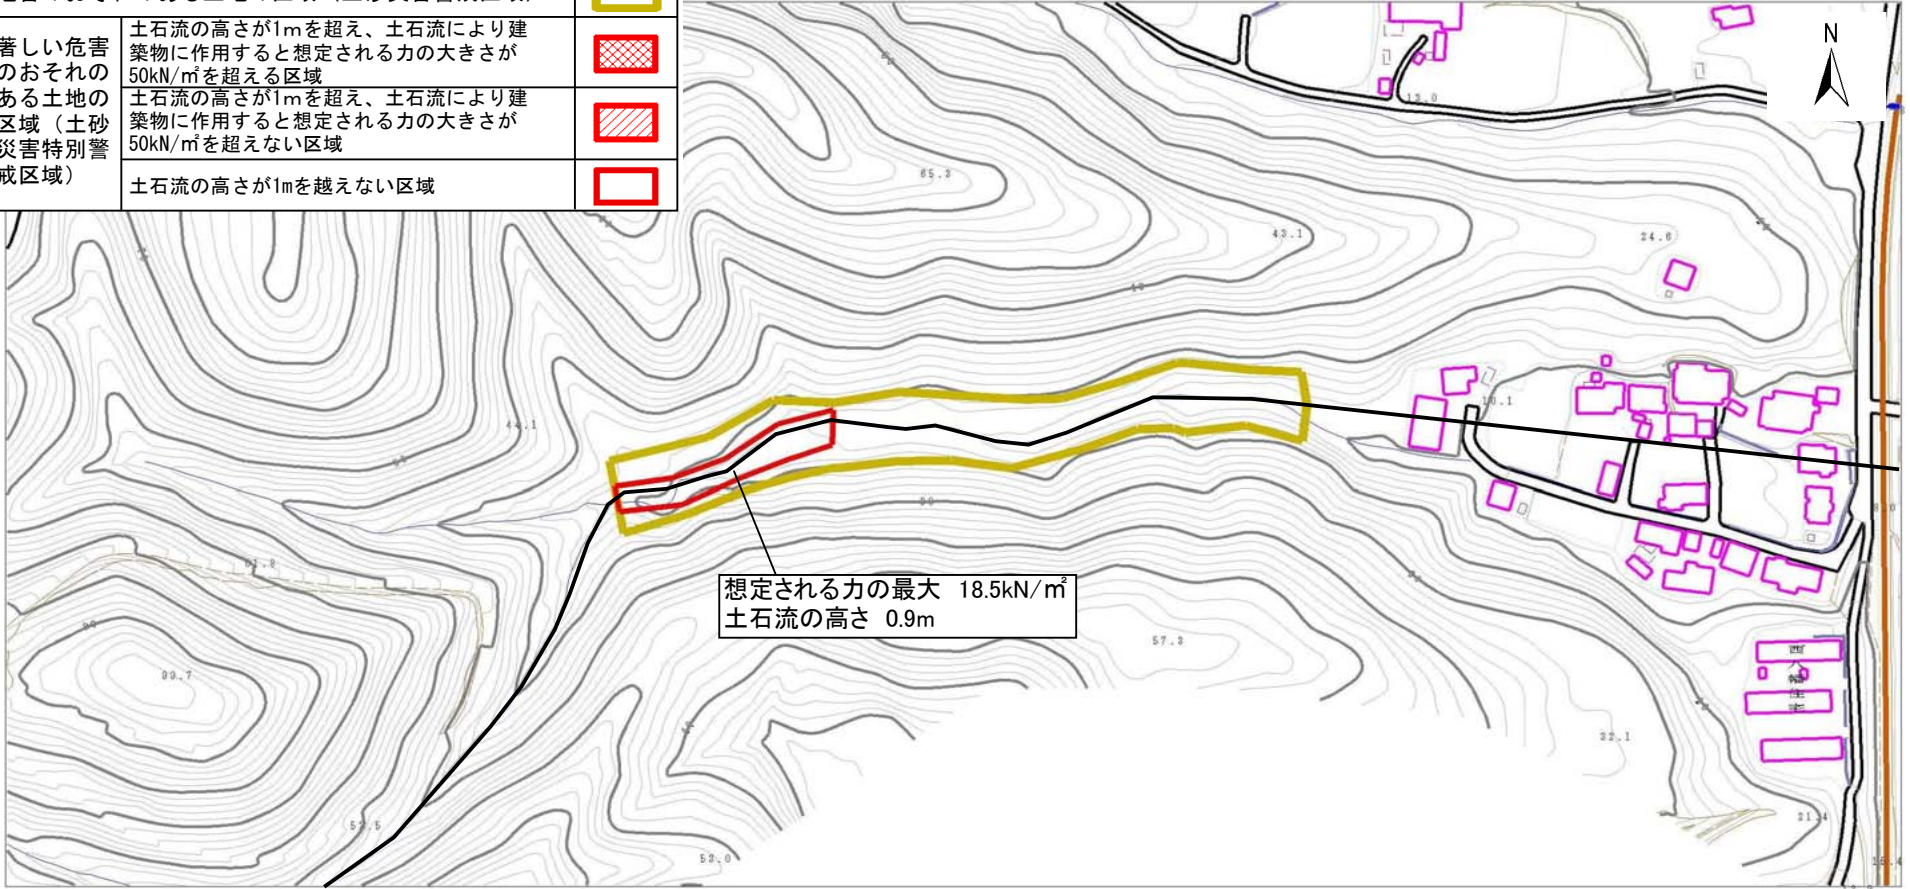 著しい危害
のおそれの
ある土地の
区域（土砂
災害特別警
戒区域）
土石流の高さが1mを超え、土石流により建
築物に作用すると想定される力の大きさが
50kN/㎡を超える区域
土石流の高さが1mを超え、土石流により建
築物に作用すると想定される力の大きさが
50kN/㎡を超えない区域
土石流の高さが1mを越えない区域
N
13.0
65.3
43.1
24.6
44.1
10.1
想定される力の最大 18.5kN/㎡
土石流の高さ 0.9m
57.3
32.1
21.4
53.0